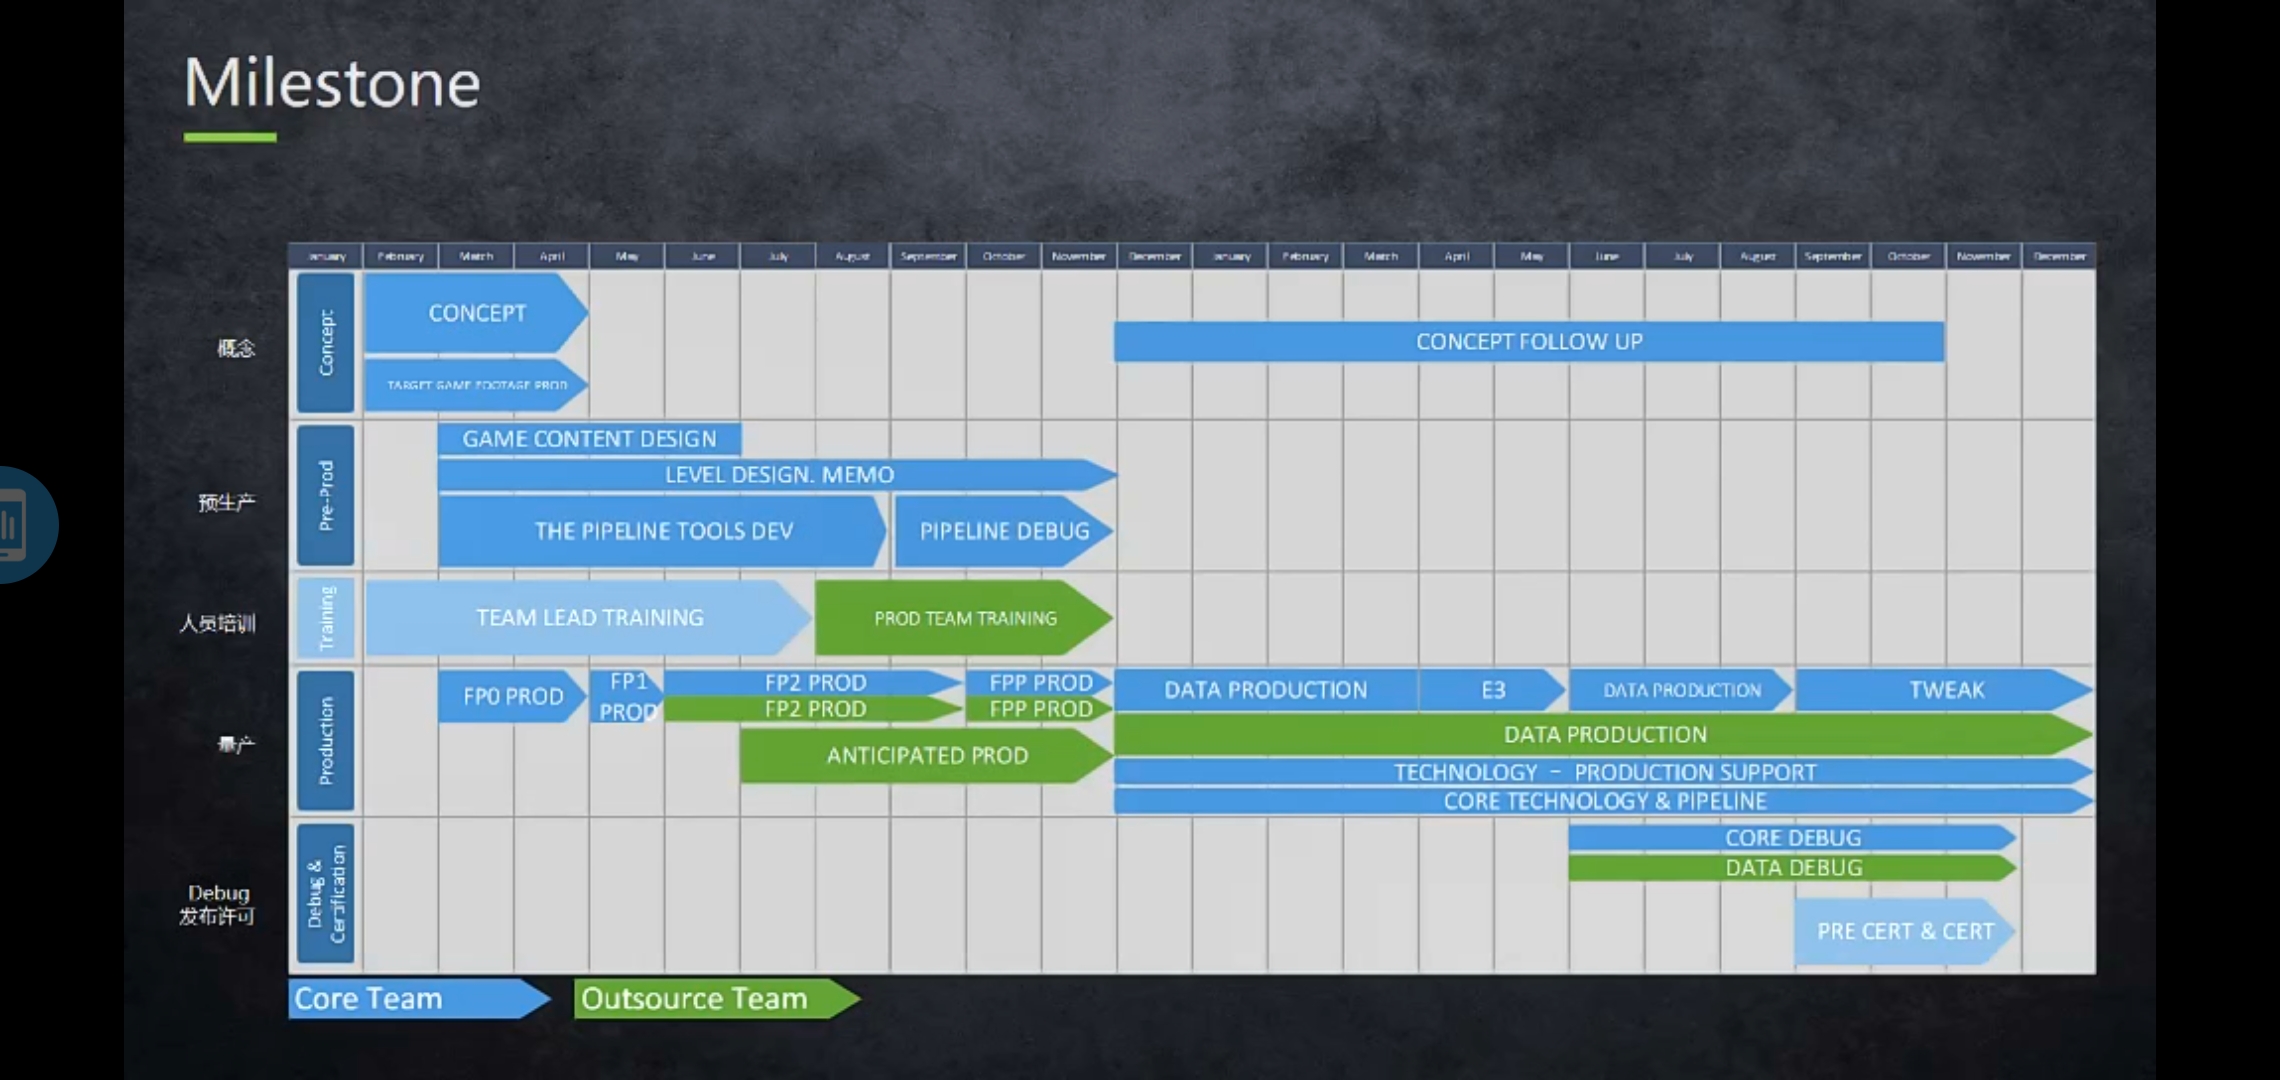 Milestone
January February March April May June July August September October November December January February March April May June July August September October November December
概念
Concept
CONCEPT
TARGET GAME FOOTAGE PROD
CONCEPT FOLLOW UP
预生产
Pre-Prod
GAME CONTENT DESIGN
LEVEL DESIGN. MEMO
THE PIPELINE TOOLS DEV
PIPELINE DEBUG
人员培训
Training
TEAM LEAD TRAINING
PROD TEAM TRAINING
量产
Production
FP0 PROD
FP1
PROD
FP2 PROD
FPP PROD
FP2 PROD
FPP PROD
ANTICIPATED PROD
DATA PRODUCTION
E3
DATA PRODUCTION
TWEAK
DATA PRODUCTION
TECHNOLOGY – PRODUCTION SUPPORT
CORE TECHNOLOGY & PIPELINE
Debug
发布许可
Debug &
Certification
CORE DEBUG
DATA DEBUG
PRE CERT & CERT
Core Team
Outsource Team